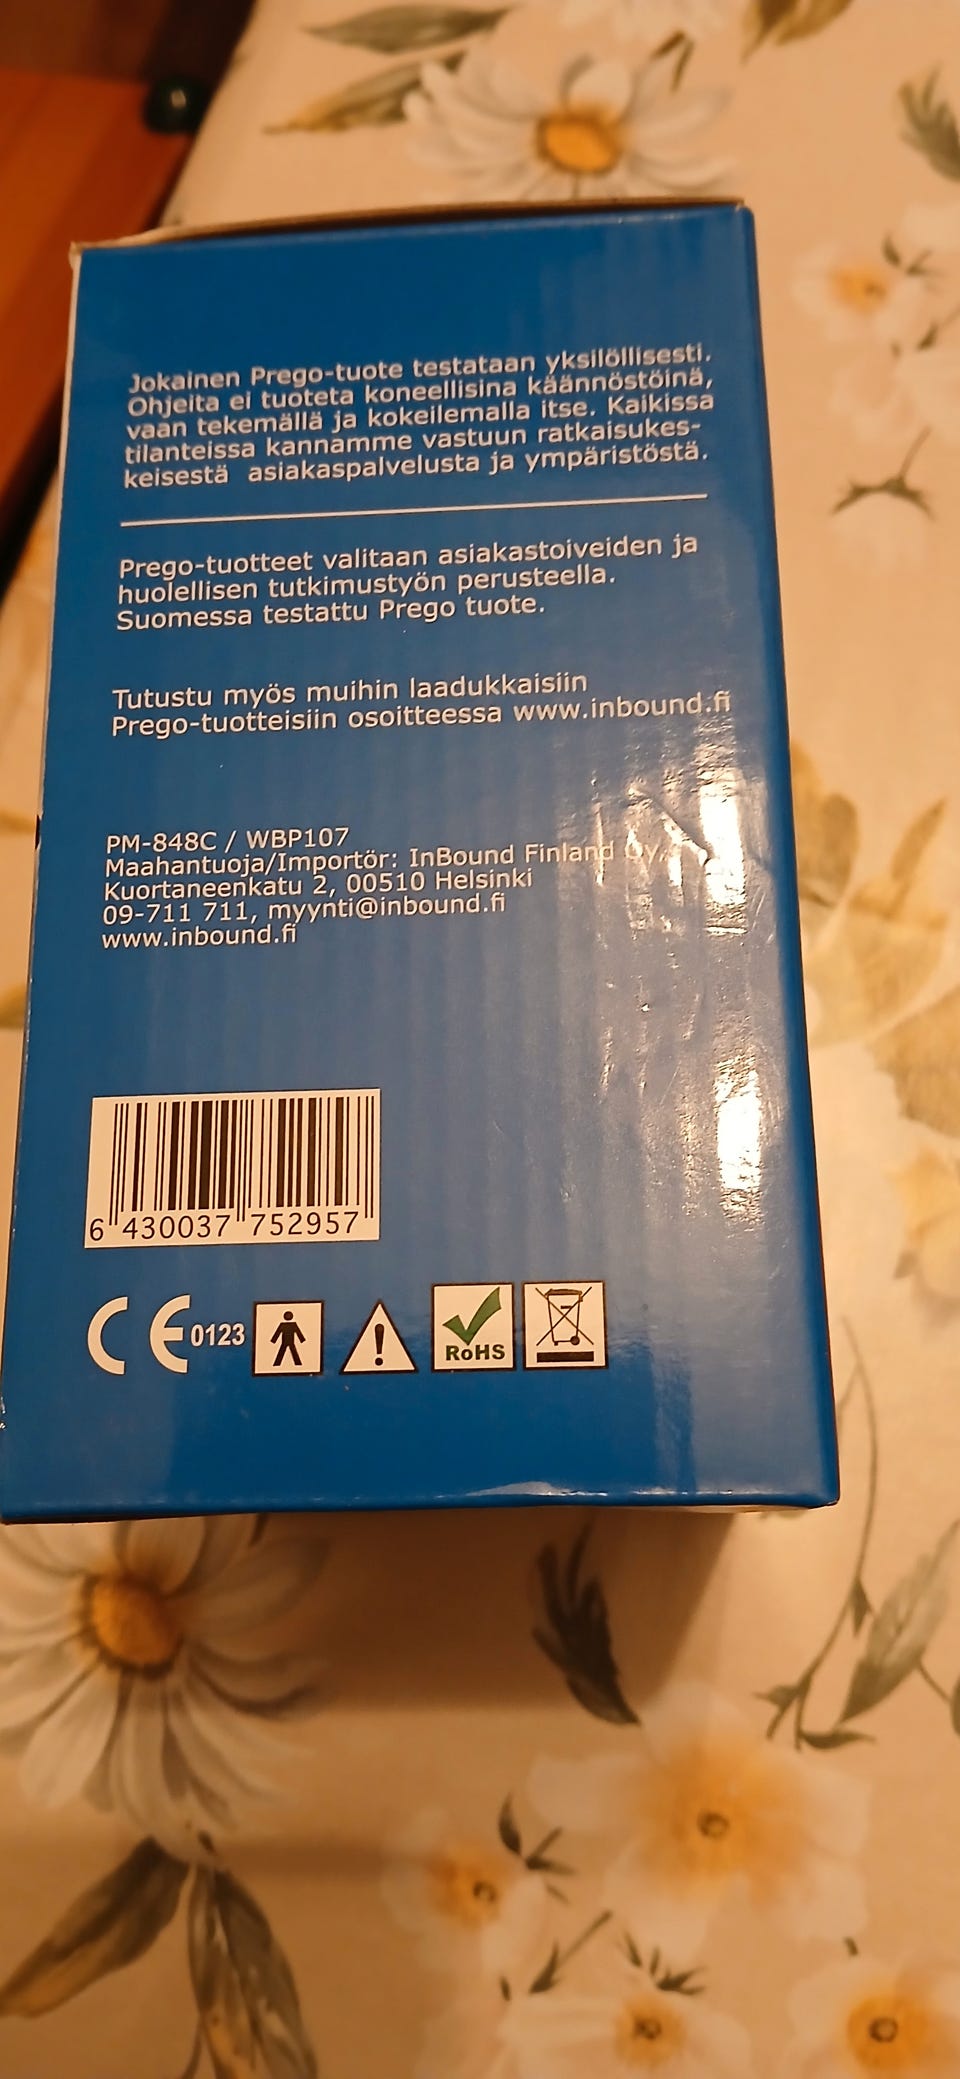 Jokainen Prego-tuote testataan yksilöllisesti.
Ohjeita ei tuoteta koneellisina käännöstöinä,
vaan tekemällä ja kokeilemalla itse. Kaikissa
tilanteissa kannamme vastuun ratkaisukes-
keisestä asiakaspalvelusta ja ympäristöstä.
Prego-tuotteet valitaan asiakastoiveiden ja
huolellisen tutkimustyön perusteella.
Suomessa testattu Prego tuote.
Tutustu myös muihin laadukkaisiin
Prego-tuotteisiin osoitteessa www.inbound.fi
PM-848C / WBP107
Maahantuoja/Importör: InBound Finland Oy,
Kuortaneenkatu 2, 00510 Helsinki
09-711 711, myynti@inbound.fi
www.inbound.fi
6 430037 752957
CE 0123
RoHS